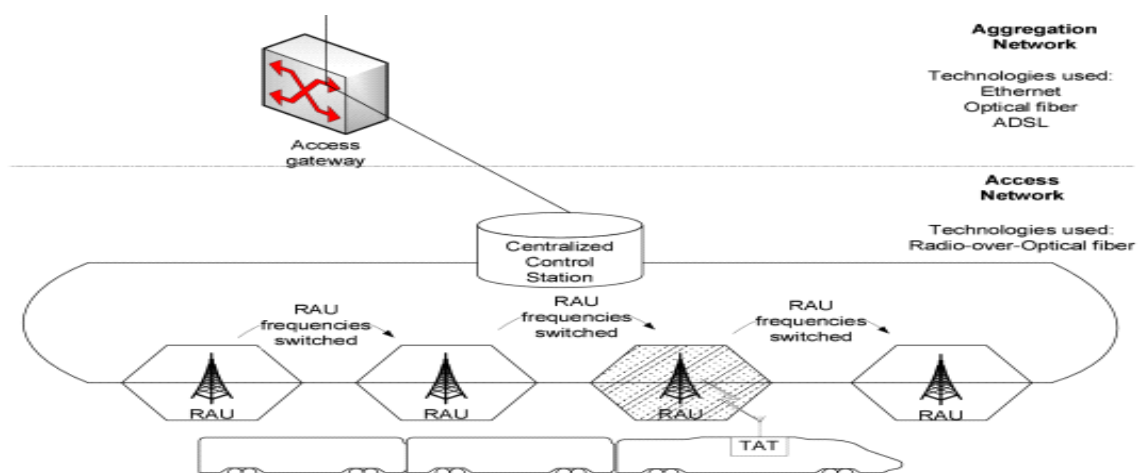 Aggregation
Network
Technologies used:
Ethernet
Optical fiber
ADSL
Access
gateway
Access
Network
Technologies used:
Radio-over-Optical fiber
Centralized
Control
Station
RAU
frequencies
switched
RAU
frequencies
switched
RAU
frequencies
switched
RAU
RAU
RAU
RAU
TAT